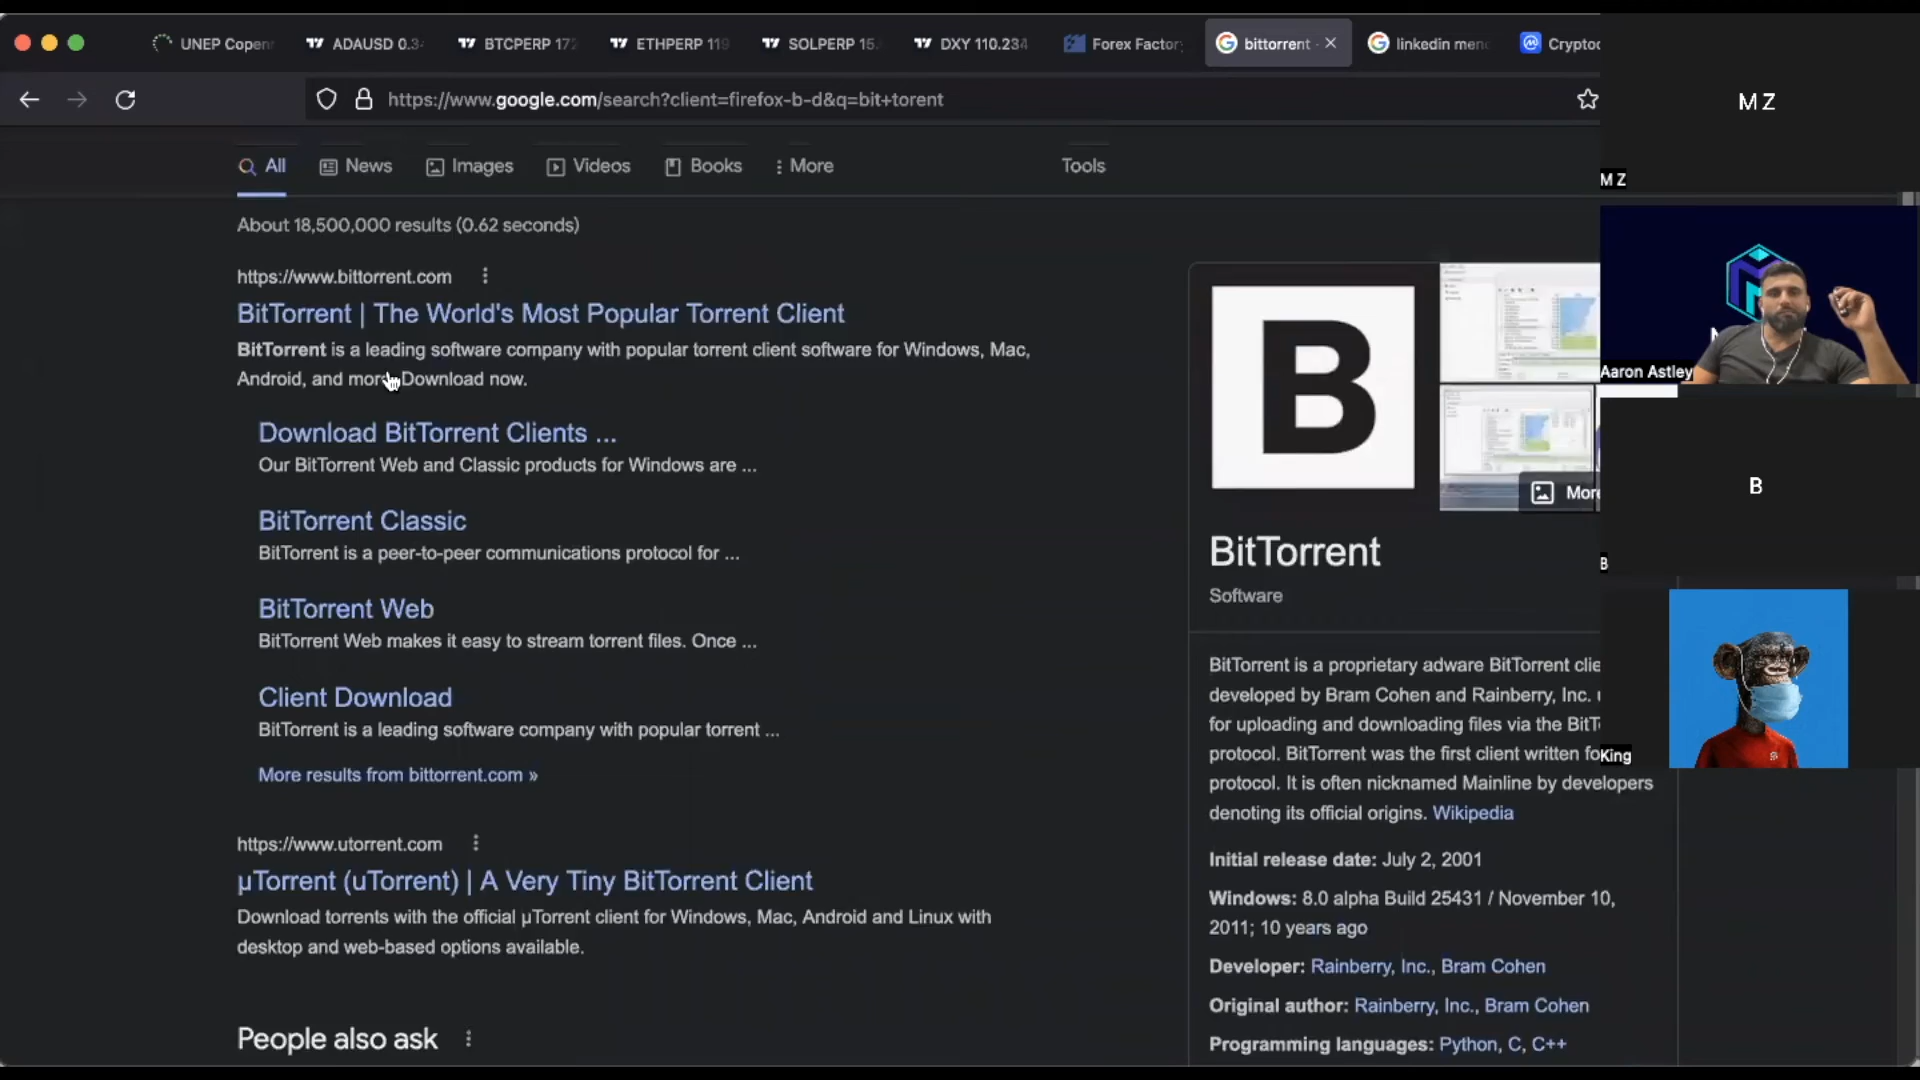 UNEP Copen
ADAUSD 0.3
BTCPERP 172
ETHPERP 119
SOLPERP 15.
DXY 110.234
Forex Factory
bittorrent -
linkedin men
Cryptoc
https://www.google.com/search?client=firefox-b-d&q=bit+torent
All
News
Images
Videos
Books
More
Tools
About 18,500,000 results (0.62 seconds)
https://www.bittorrent.com
BitTorrent | The World's Most Popular Torrent Client
BitTorrent is a leading software company with popular torrent client software for Windows, Mac,
Android, and more. Download now.
Download BitTorrent Clients ...
Our BitTorrent Web and Classic products for Windows are ...
BitTorrent Classic
BitTorrent is a peer-to-peer communications protocol for ...
BitTorrent Web
BitTorrent Web makes it easy to stream torrent files. Once ...
Client Download
BitTorrent is a leading software company with popular torrent ...
More results from bittorrent.com »
https://www.utorrent.com
µTorrent (uTorrent) | A Very Tiny BitTorrent Client
Download torrents with the official µTorrent client for Windows, Mac, Android and Linux with
desktop and web-based options available.
People also ask
B
More
BitTorrent
Software
BitTorrent is a proprietary adware BitTorrent clie
developed by Bram Cohen and Rainberry, Inc.
for uploading and downloading files via the BitT
protocol. BitTorrent was the first client written fo
protocol. It is often nicknamed Mainline by developers
denoting its official origins. Wikipedia
Initial release date: July 2, 2001
Windows: 8.0 alpha Build 25431 / November 10,
2011; 10 years ago
Developer: Rainberry, Inc., Bram Cohen
Original author: Rainberry, Inc., Bram Cohen
Programming languages: Python, C, C++
M Z
M Z
Aaron Astley
B
B
King